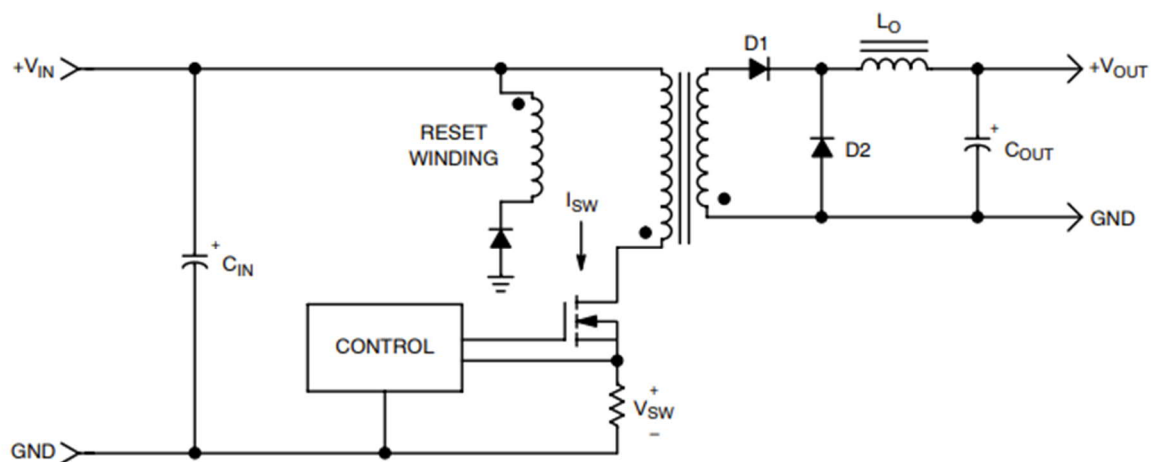 +VIN
CIN
RESET
WINDING
ISW
CONTROL
+
VSW
–
D1
LO
D2
+
COUT
+VOUT
GND
+
GND